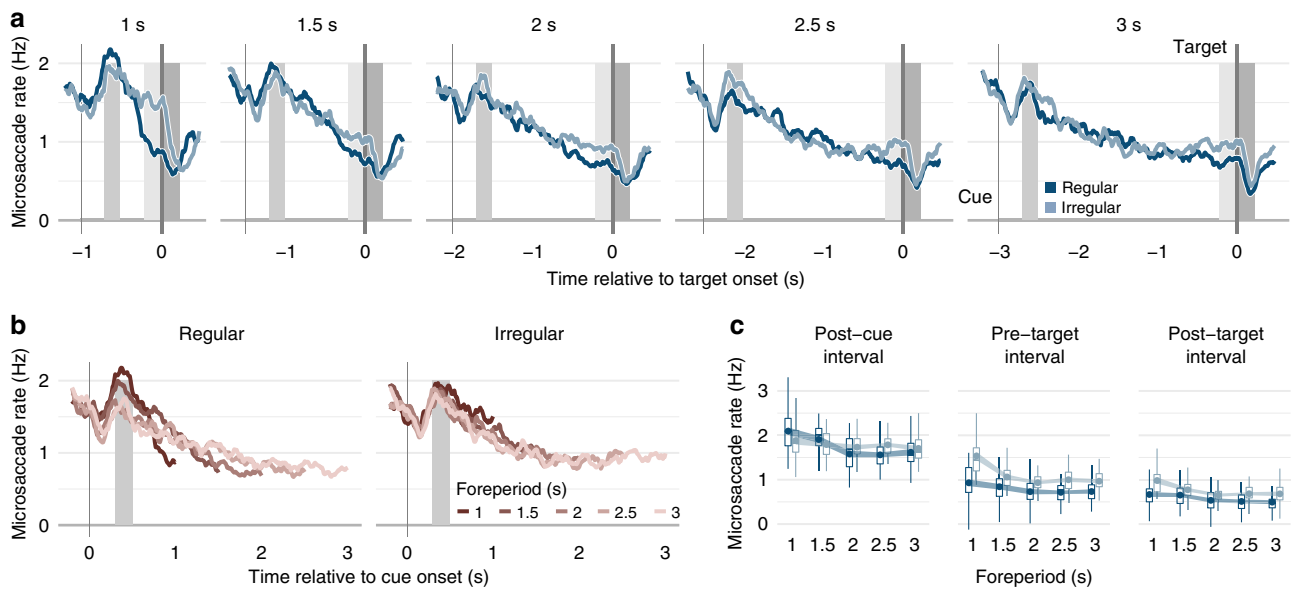 a
1 s
1.5 s
2 s
2.5 s
3 s
Target
Microsaccade rate (Hz)
2
1
0
Cue
Regular
Irregular
−1 0
−1 0
−2 −1 0
−2 −1 0
−3 −2 −1 0
Time relative to target onset (s)
b
Regular
Irregular
Microsaccade rate (Hz)
2
1
0
Foreperiod (s)
1 1.5 2 2.5 3
0 1 2 3
0 1 2 3
Time relative to cue onset (s)
c
Post−cue
interval
Pre−target
interval
Post−target
interval
Microsaccade rate (Hz)
3
2
1
0
1 1.5 2 2.5 3
1 1.5 2 2.5 3
1 1.5 2 2.5 3
Foreperiod (s)